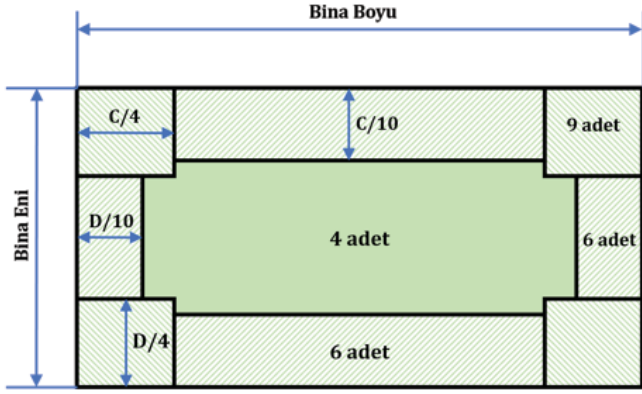 Bina Boyu
C/4
C/10
9 adet
Bina Eni
D/10
4 adet
6 adet
D/4
6 adet